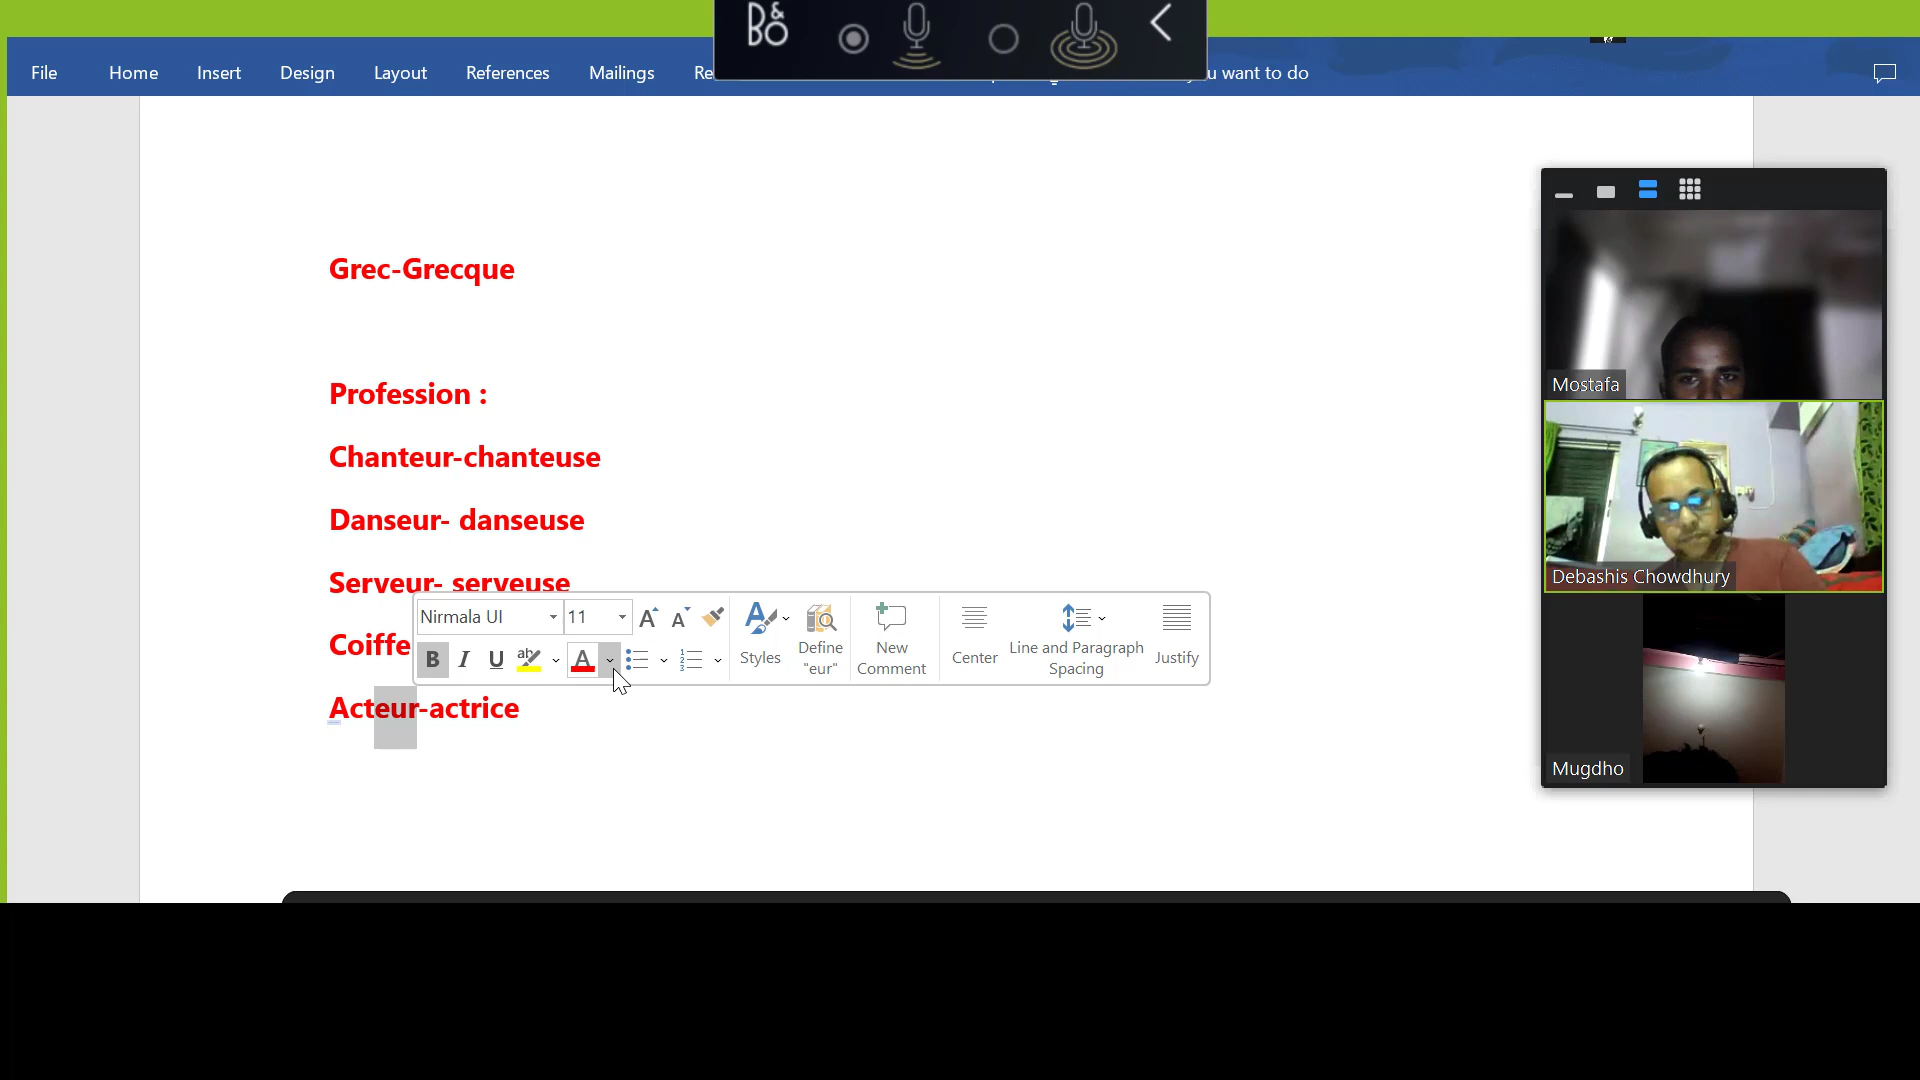 B&O
File Home Insert Design Layout References Mailings Re u want to do
Grec-Grecque
Profession :
Chanteur-chanteuse
Danseur- danseuse
Serveur- serveuse
Coiffe
Acteur-actrice
Nirmala UI 11
B I U ab A
Styles
Define "eur"
New Comment
Center
Line and Paragraph Spacing
Justify
Mostafa
Debashis Chowdhury
Mugdho